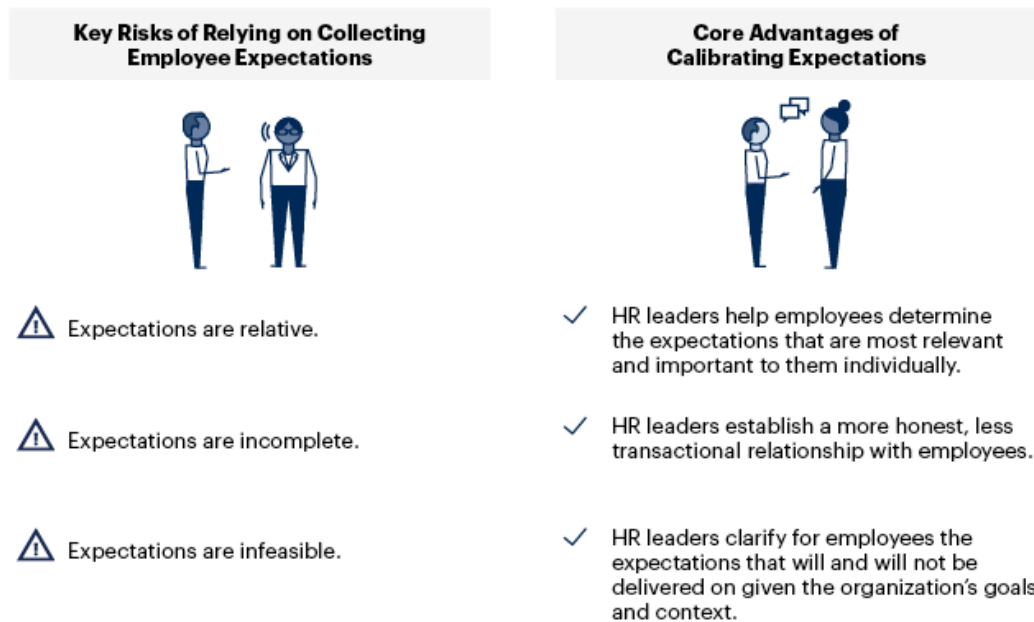 Key Risks of Relying on Collecting
Employee Expectations
Core Advantages of
Calibrating Expectations
Expectations are relative.
HR leaders help employees determine
the expectations that are most relevant
and important to them individually.
Expectations are incomplete.
HR leaders establish a more honest, less
transactional relationship with employees.
Expectations are infeasible.
HR leaders clarify for employees the
expectations that will and will not be
delivered on given the organization's goals
and context.